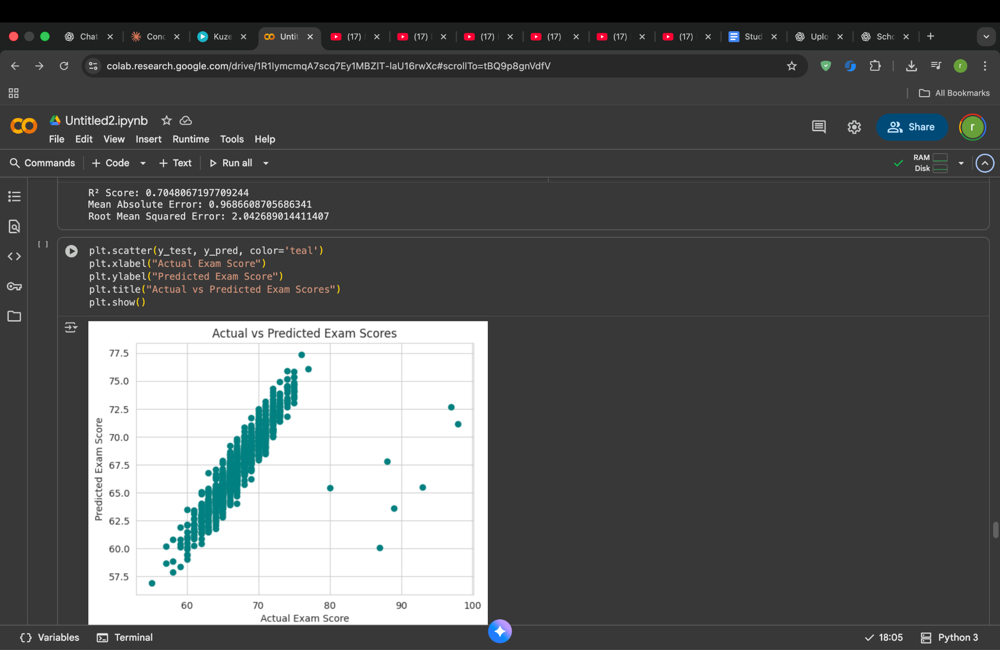 Chat
Conc
Kuze
Untit
(17)
(17)
(17)
(17)
(17)
(17)
Stud
Uplo
Scho
colab.research.google.com/drive/1R1lymcmqA7scq7Ey1MBZIT-laU16rwXc#scrollTo=tBQ9p8gnVdfV
r
All Bookmarks
Untitled2.ipynb
File Edit View Insert Runtime Tools Help
Share
r
Commands + Code + Text Run all
RAM
Disk
R² Score: 0.7048067197709244
Mean Absolute Error: 0.9686608705686341
Root Mean Squared Error: 2.042689014411407
[ ]
plt.scatter(y_test, y_pred, color='teal')
plt.xlabel("Actual Exam Score")
plt.ylabel("Predicted Exam Score")
plt.title("Actual vs Predicted Exam Scores")
plt.show()
Actual vs Predicted Exam Scores
Predicted Exam Score
77.5
75.0
72.5
70.0
67.5
65.0
62.5
60.0
57.5
60 70 80 90 100
Actual Exam Score
{} Variables Terminal
18:05 Python 3